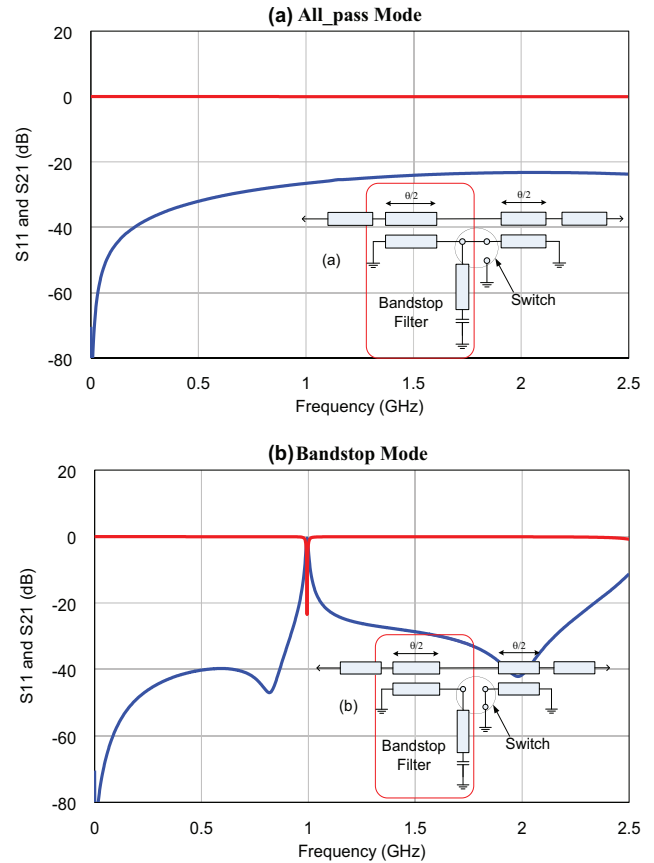 (a) All_pass Mode
S11 and S21 (dB)
20
0
-20
-40
-60
-80
0
0.5
1
1.5
2
2.5
Frequency (GHz)
θ/2
θ/2
(a)
Bandstop
Filter
Switch
(b) Bandstop Mode
S11 and S21 (dB)
20
0
-20
-40
-60
-80
0
0.5
1
1.5
2
2.5
Frequency (GHz)
θ/2
θ/2
(b)
Bandstop
Filter
Switch